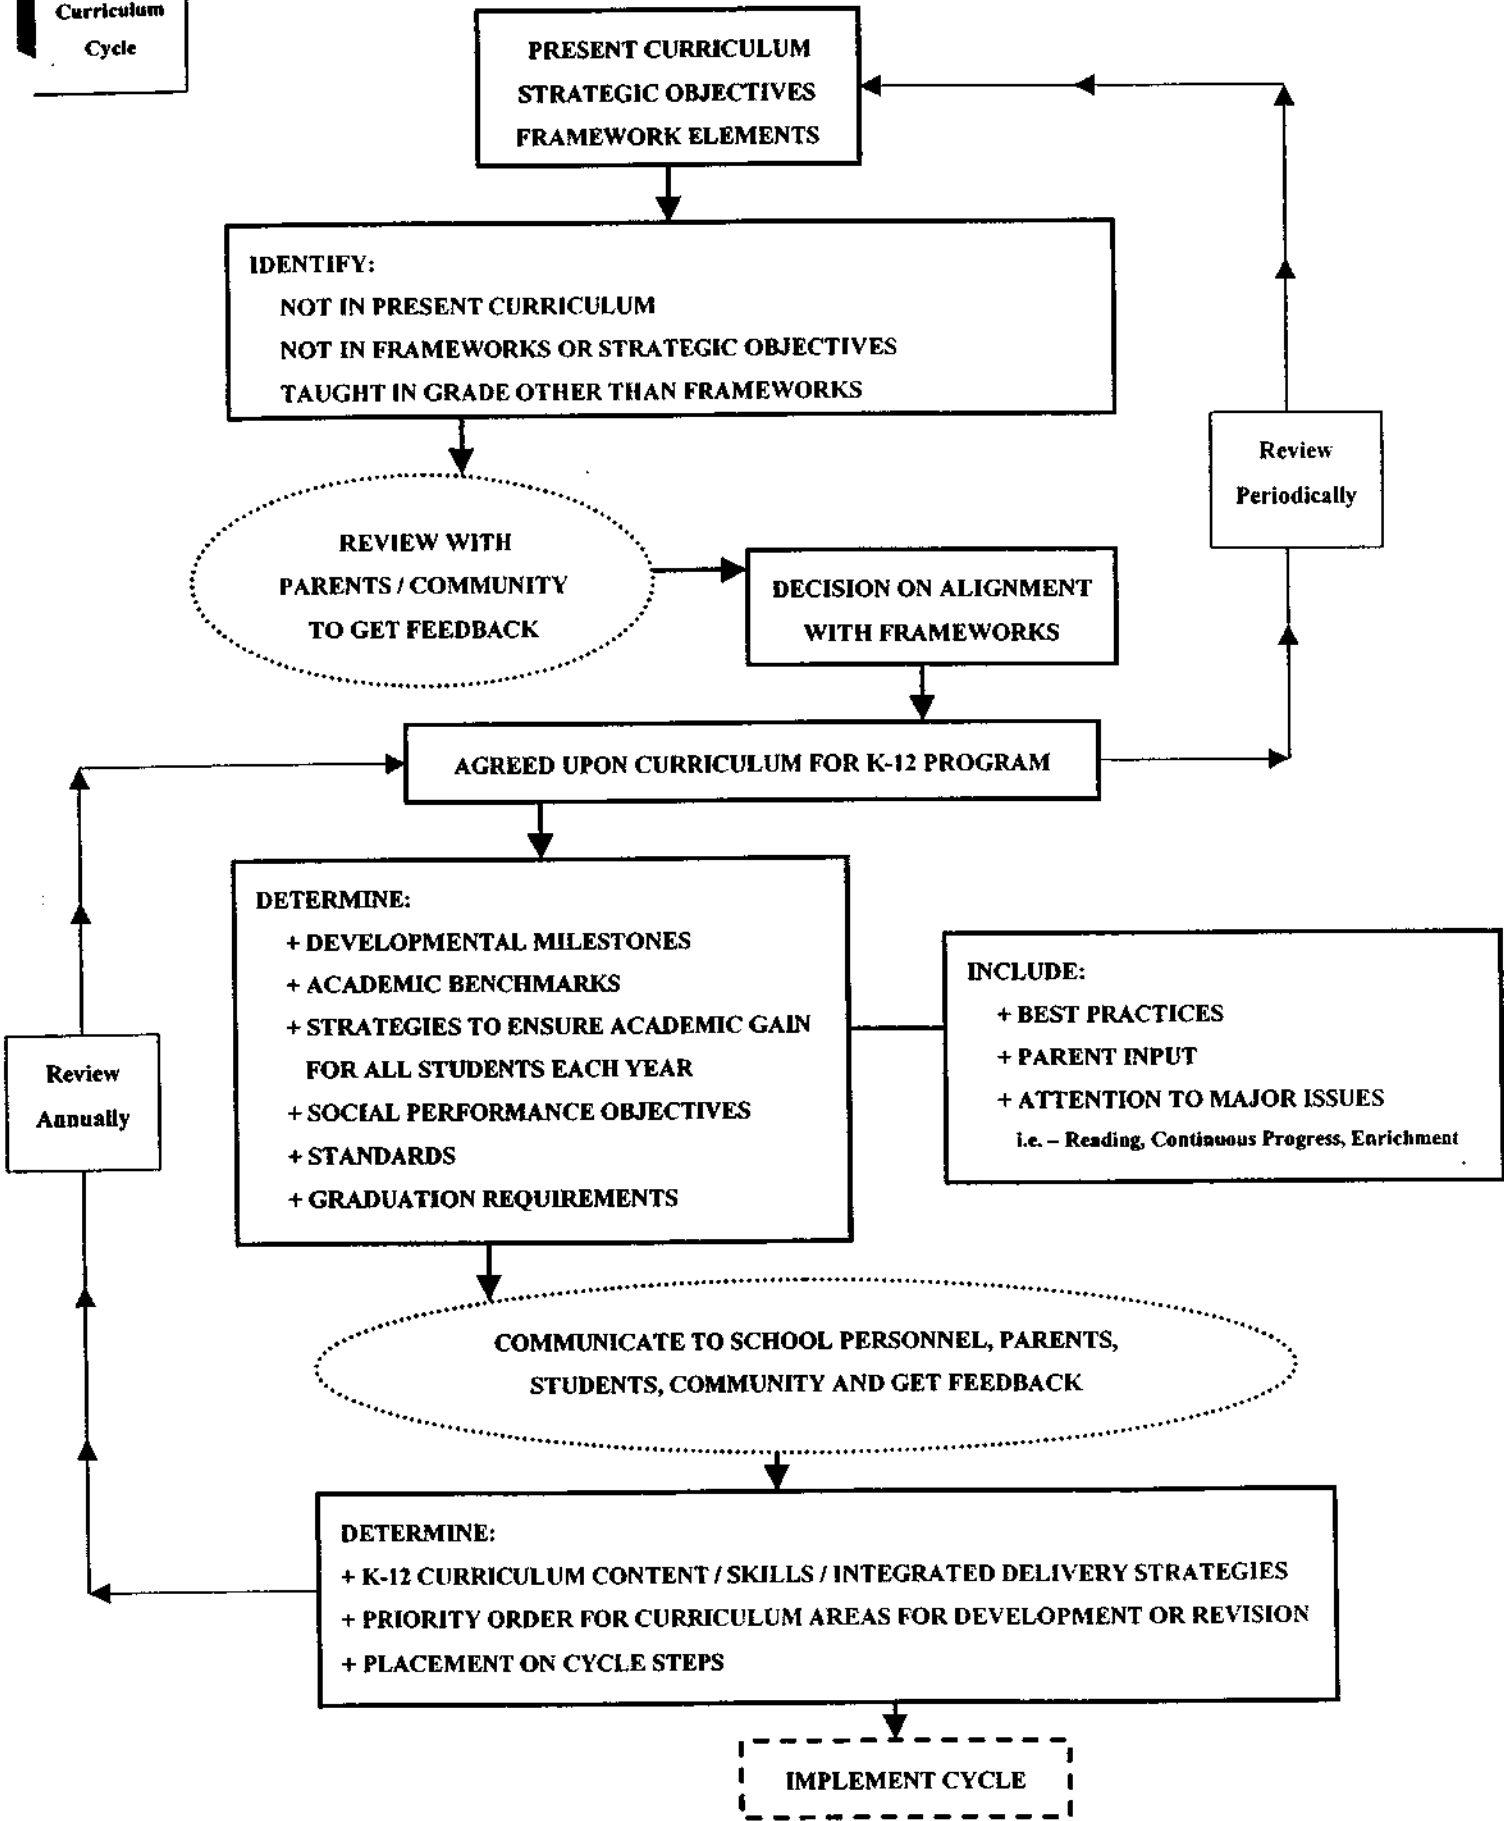 Curriculum
Cycle
PRESENT CURRICULUM
STRATEGIC OBJECTIVES
FRAMEWORK ELEMENTS
IDENTIFY:
NOT IN PRESENT CURRICULUM
NOT IN FRAMEWORKS OR STRATEGIC OBJECTIVES
TAUGHT IN GRADE OTHER THAN FRAMEWORKS
Review
Periodically
REVIEW WITH
PARENTS / COMMUNITY
TO GET FEEDBACK
DECISION ON ALIGNMENT
WITH FRAMEWORKS
AGREED UPON CURRICULUM FOR K-12 PROGRAM
DETERMINE:
+ DEVELOPMENTAL MILESTONES
+ ACADEMIC BENCHMARKS
+ STRATEGIES TO ENSURE ACADEMIC GAIN
FOR ALL STUDENTS EACH YEAR
+ SOCIAL PERFORMANCE OBJECTIVES
+ STANDARDS
+ GRADUATION REQUIREMENTS
INCLUDE:
+ BEST PRACTICES
+ PARENT INPUT
+ ATTENTION TO MAJOR ISSUES
i.e. – Reading, Continuous Progress, Enrichment
Review
Annually
COMMUNICATE TO SCHOOL PERSONNEL, PARENTS,
STUDENTS, COMMUNITY AND GET FEEDBACK
DETERMINE:
+ K-12 CURRICULUM CONTENT / SKILLS / INTEGRATED DELIVERY STRATEGIES
+ PRIORITY ORDER FOR CURRICULUM AREAS FOR DEVELOPMENT OR REVISION
+ PLACEMENT ON CYCLE STEPS
IMPLEMENT CYCLE